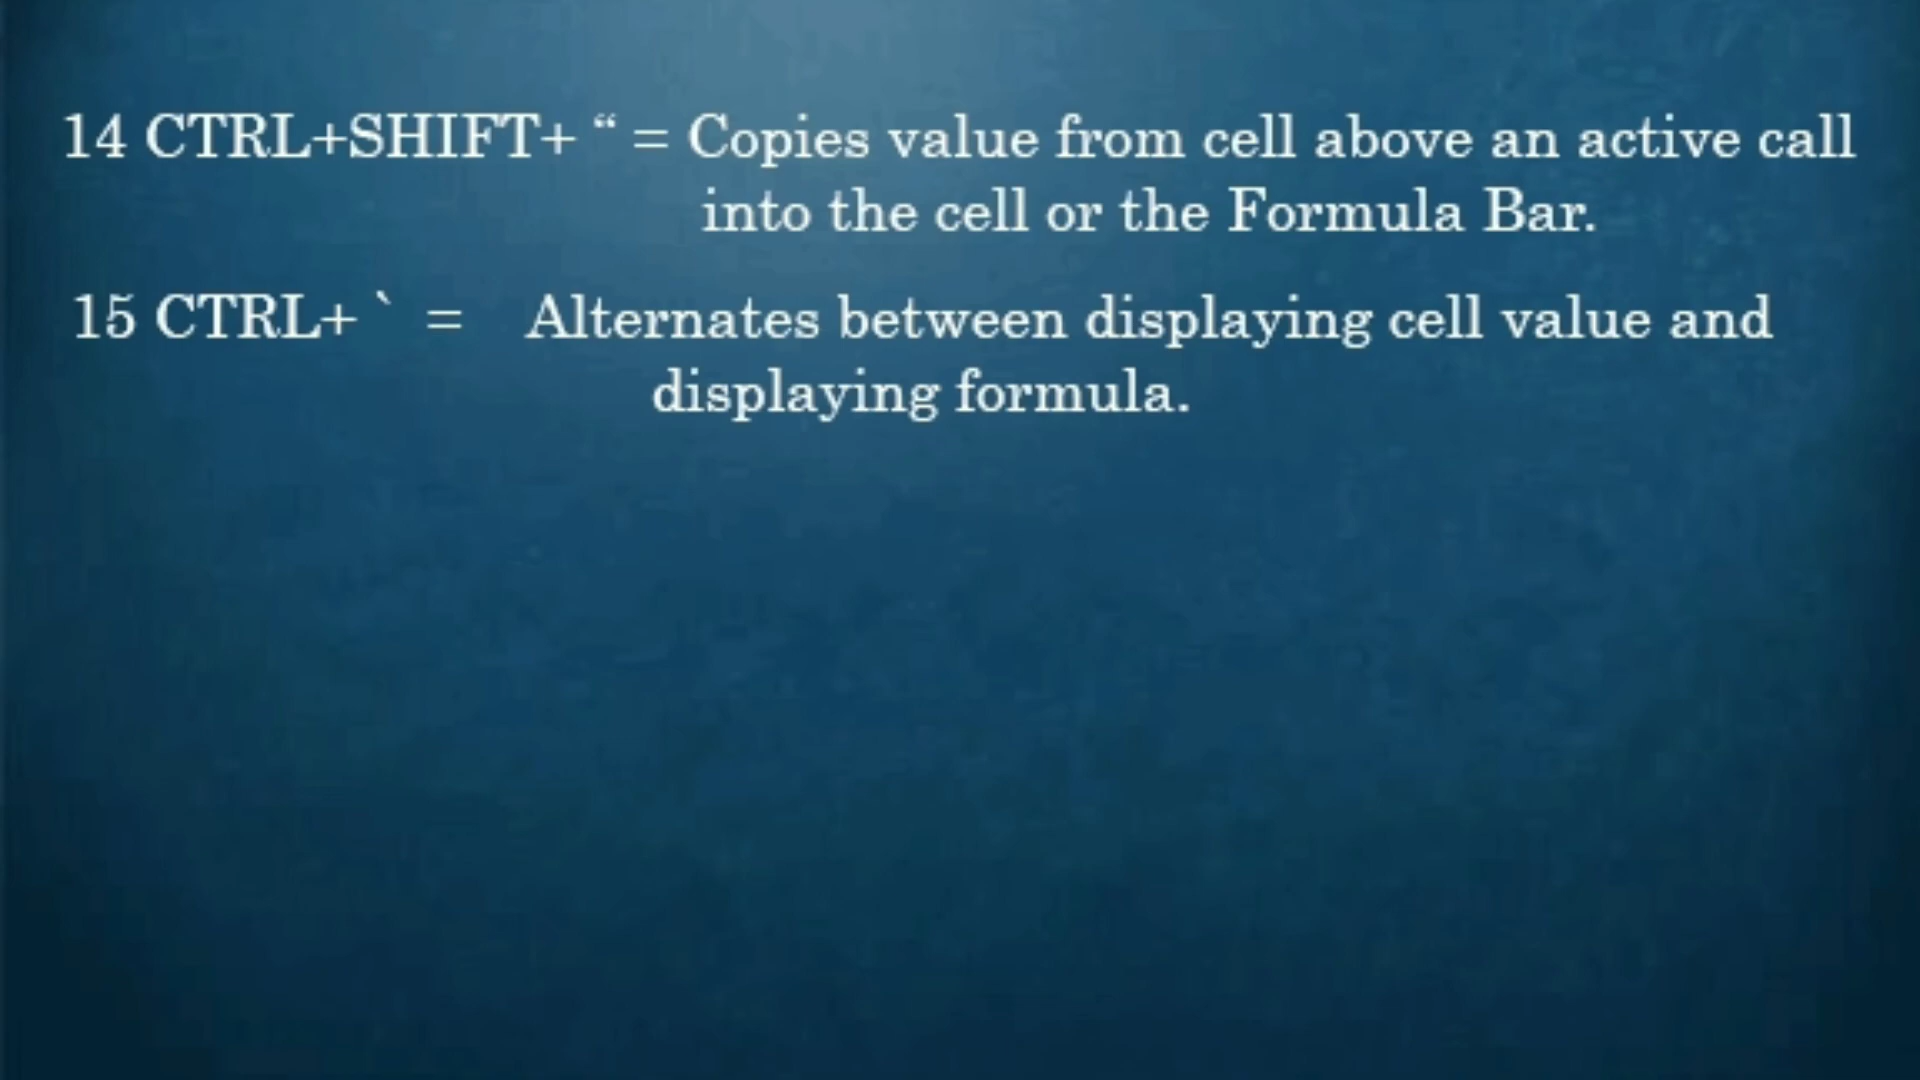 14 CTRL+SHIFT+ “ = Copies value from cell above an active call
into the cell or the Formula Bar.
15 CTRL+ ` = Alternates between displaying cell value and
displaying formula.